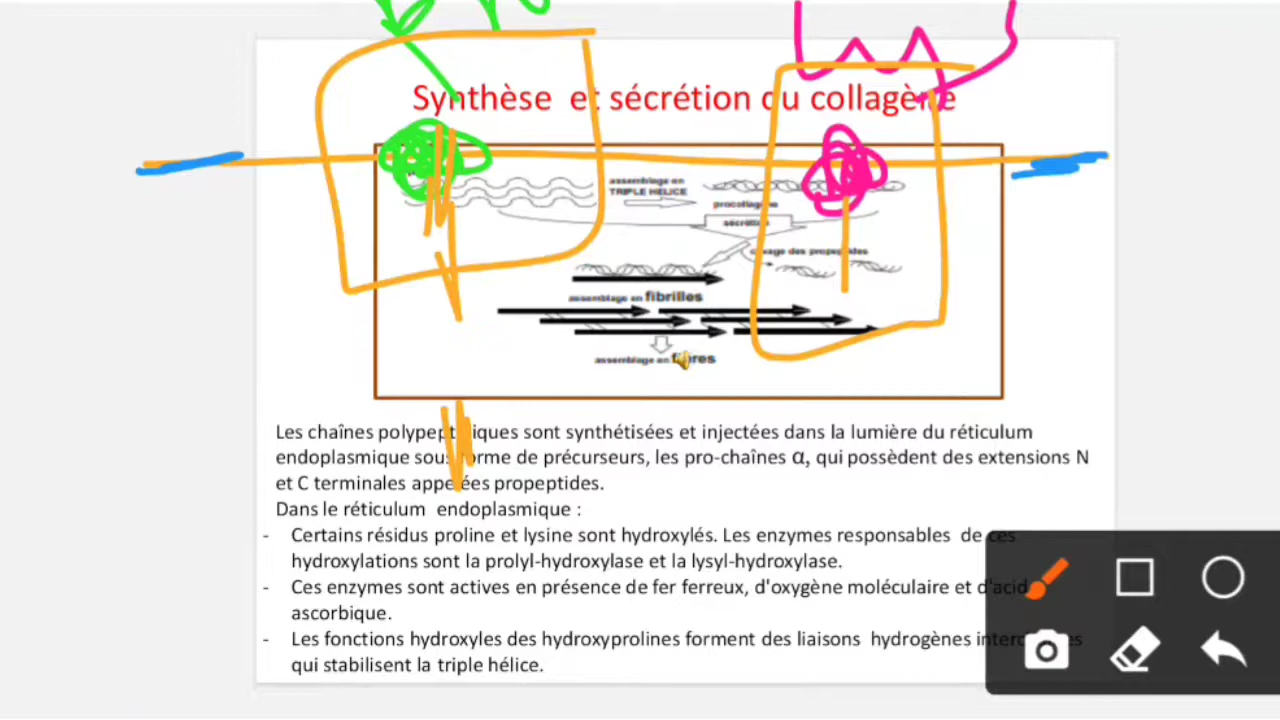 Synthèse et sécrétion du collagène
assemblage en
TRIPLE HELICE
procollagène
sécrétion
clivage des propeptides
assemblage en fibrilles
assemblage en fibres
Les chaînes polypeptidiques sont synthétisées et injectées dans la lumière du réticulum
endoplasmique sous forme de précurseurs, les pro-chaînes α, qui possèdent des extensions N
et C terminales appelées propeptides.
Dans le réticulum endoplasmique :
- Certains résidus proline et lysine sont hydroxylés. Les enzymes responsables de ces
hydroxylations sont la prolyl-hydroxylase et la lysyl-hydroxylase.
- Ces enzymes sont actives en présence de fer ferreux, d'oxygène moléculaire et d'acide
ascorbique.
- Les fonctions hydroxyles des hydroxyprolines forment des liaisons hydrogènes
qui stabilisent la triple hélice.